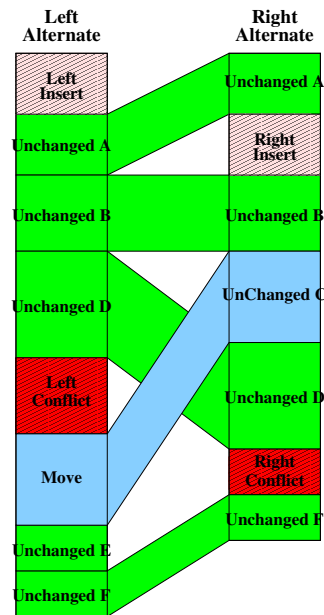 Left
Alternate
Right
Alternate
Left
Insert
Unchanged A
Unchanged A
Right
Insert
Unchanged B
Unchanged B
Unchanged D
UnChanged C
Left
Conflict
Unchanged D
Move
Right
Conflict
Unchanged E
Unchanged F
Unchanged F